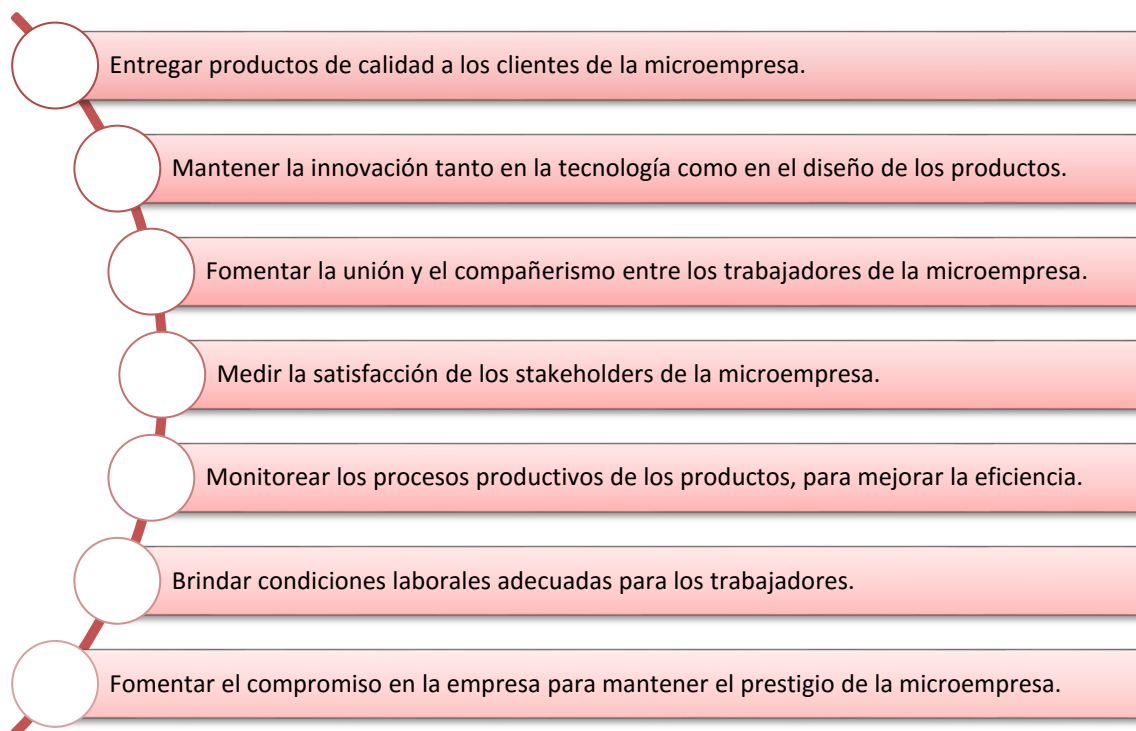 Entregar productos de calidad a los clientes de la microempresa.
Mantener la innovación tanto en la tecnología como en el diseño de los productos.
Fomentar la unión y el compañerismo entre los trabajadores de la microempresa.
Medir la satisfacción de los stakeholders de la microempresa.
Monitorear los procesos productivos de los productos, para mejorar la eficiencia.
Brindar condiciones laborales adecuadas para los trabajadores.
Fomentar el compromiso en la empresa para mantener el prestigio de la microempresa.